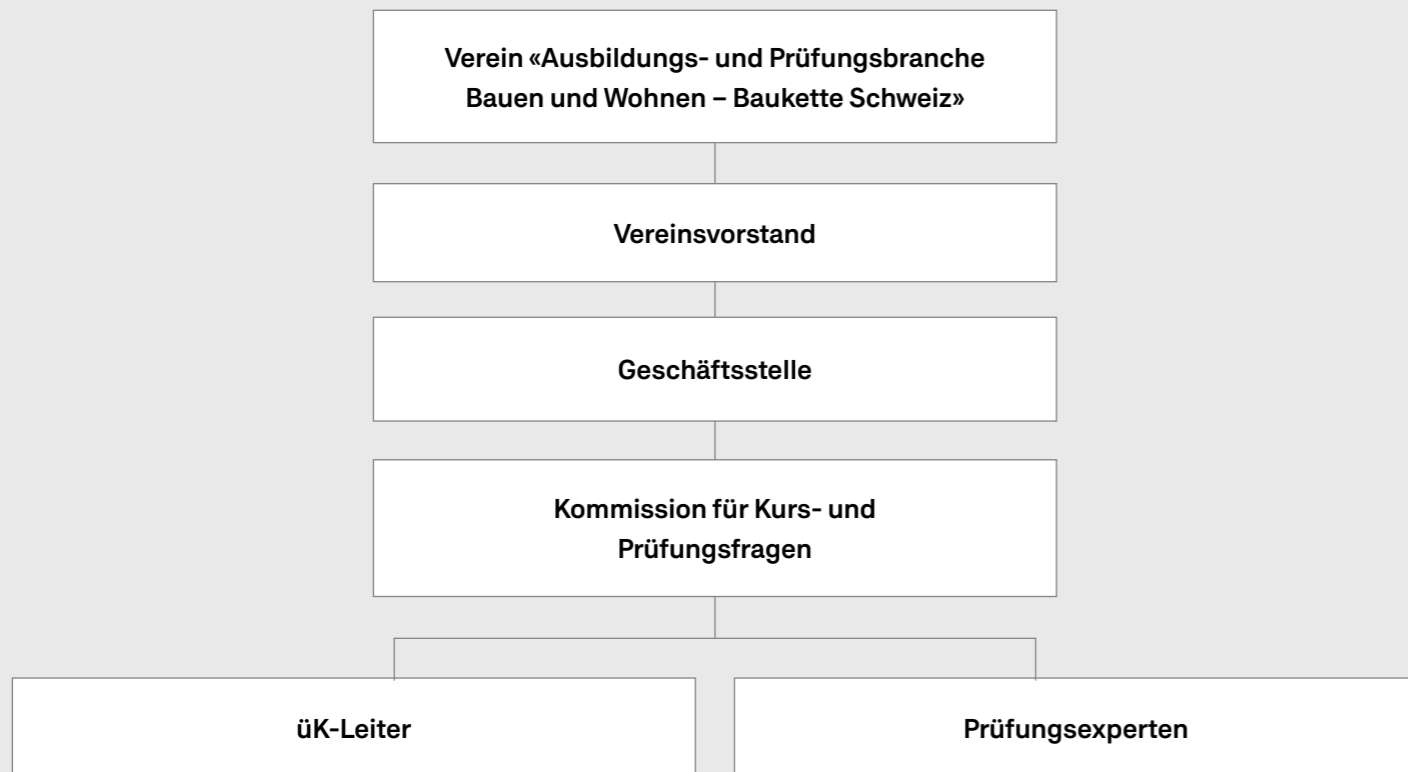 Verein «Ausbildungs- und Prüfungsbranche
Bauen und Wohnen – Baukette Schweiz»
Vereinsvorstand
Geschäftsstelle
Kommission für Kurs- und
Prüfungsfragen
üK-Leiter
Prüfungsexperten